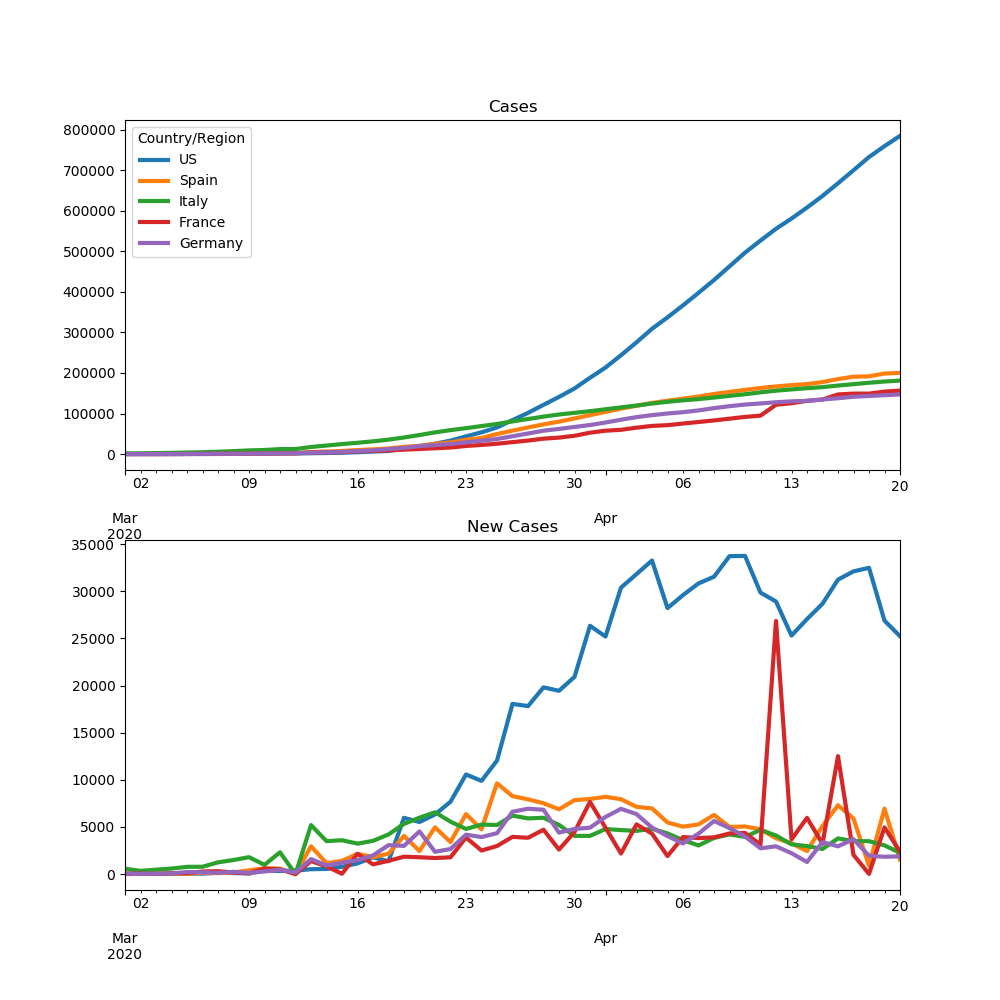 Cases
800000
700000
600000
500000
400000
300000
200000
100000
0
Country/Region
US
Spain
Italy
France
Germany
02 09 16 23 30 06 13 20
Mar Apr
2020
New Cases
35000
30000
25000
20000
15000
10000
5000
0
02 09 16 23 30 06 13 20
Mar Apr
2020